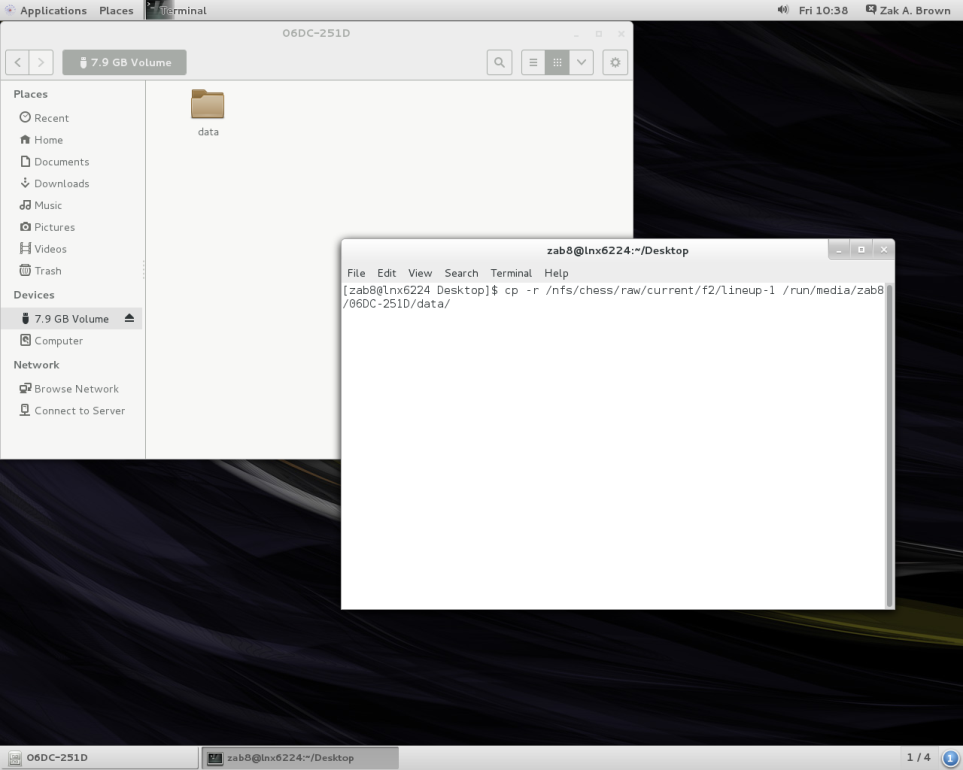 Applications Places Terminal Fri 10:38 Zak A. Brown
06DC-251D
7.9 GB Volume
Places
Recent
Home
Documents
Downloads
Music
Pictures
Videos
Trash
Devices
7.9 GB Volume
Computer
Network
Browse Network
Connect to Server
data
zab8@lnx6224:~/Desktop
File Edit View Search Terminal Help
[zab8@lnx6224 Desktop]$ cp -r /nfs/chess/raw/current/f2/lineup-1 /run/media/zab8
/06DC-251D/data/
06DC-251D zab8@lnx6224:~/Desktop 1 / 4 1